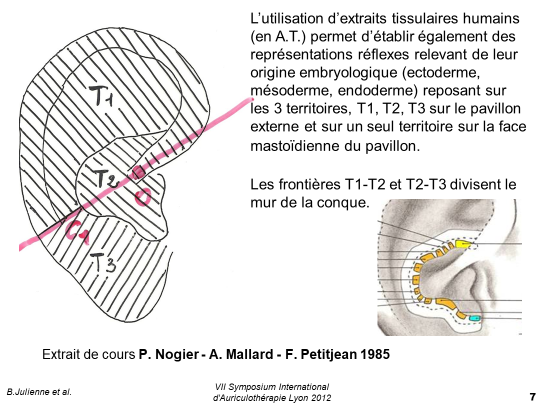 L'utilisation d'extraits tissulaires humains
(en A.T.) permet d'établir également des
représentations réflexes relevant de leur
origine embryologique (ectoderme,
mésoderme, endoderme) reposant sur
les 3 territoires, T1, T2, T3 sur le pavillon
externe et sur un seul territoire sur la face
mastoïdienne du pavillon.
Les frontières T1-T2 et T2-T3 divisent le
mur de la conque.
T1
T2
O
C1
T3
Extrait de cours P. Nogier - A. Mallard - F. Petitjean 1985
B.Julienne et al.
VII Symposium International
d'Auriculothérapie Lyon 2012
7